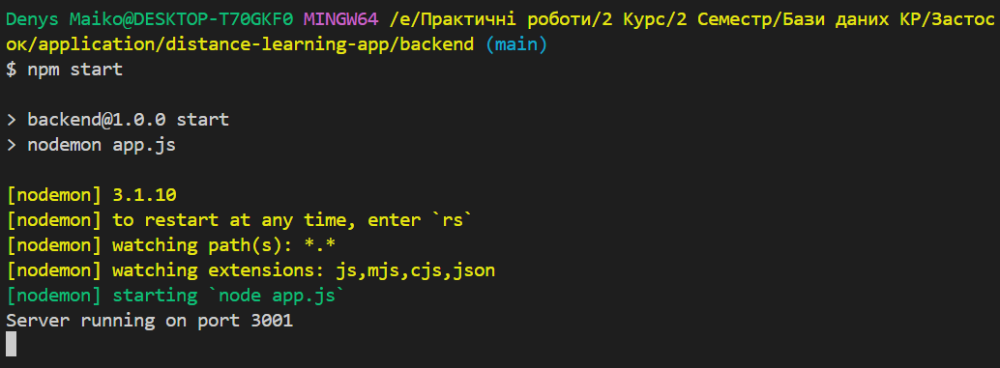 Denys Maiko@DESKTOP-T70GKF0 MINGW64 /e/Практичні роботи/2 Курс/2 Семестр/Бази даних КР/Застос
ок/application/distance-learning-app/backend (main)
$ npm start
> backend@1.0.0 start
> nodemon app.js
[nodemon] 3.1.10
[nodemon] to restart at any time, enter `rs`
[nodemon] watching path(s): *.*
[nodemon] watching extensions: js,mjs,cjs,json
[nodemon] starting `node app.js`
Server running on port 3001